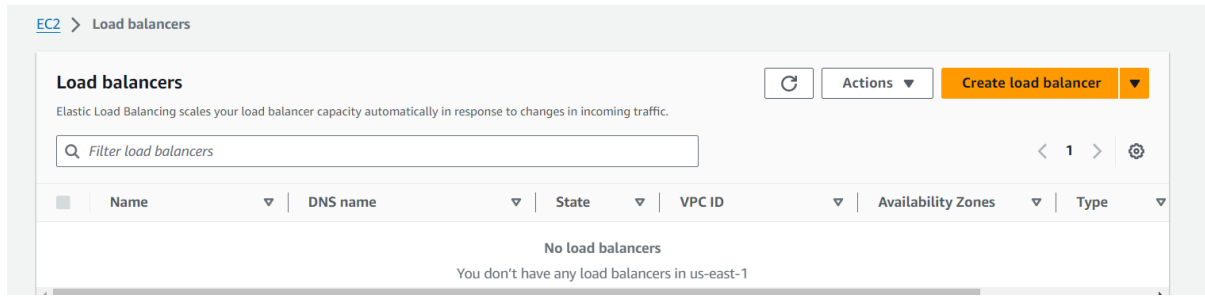 EC2 > Load balancers
Load balancers
Actions
Create load balancer
Elastic Load Balancing scales your load balancer capacity automatically in response to changes in incoming traffic.
Filter load balancers
< 1 >
Name DNS name State VPC ID Availability Zones Type
No load balancers
You don’t have any load balancers in us-east-1